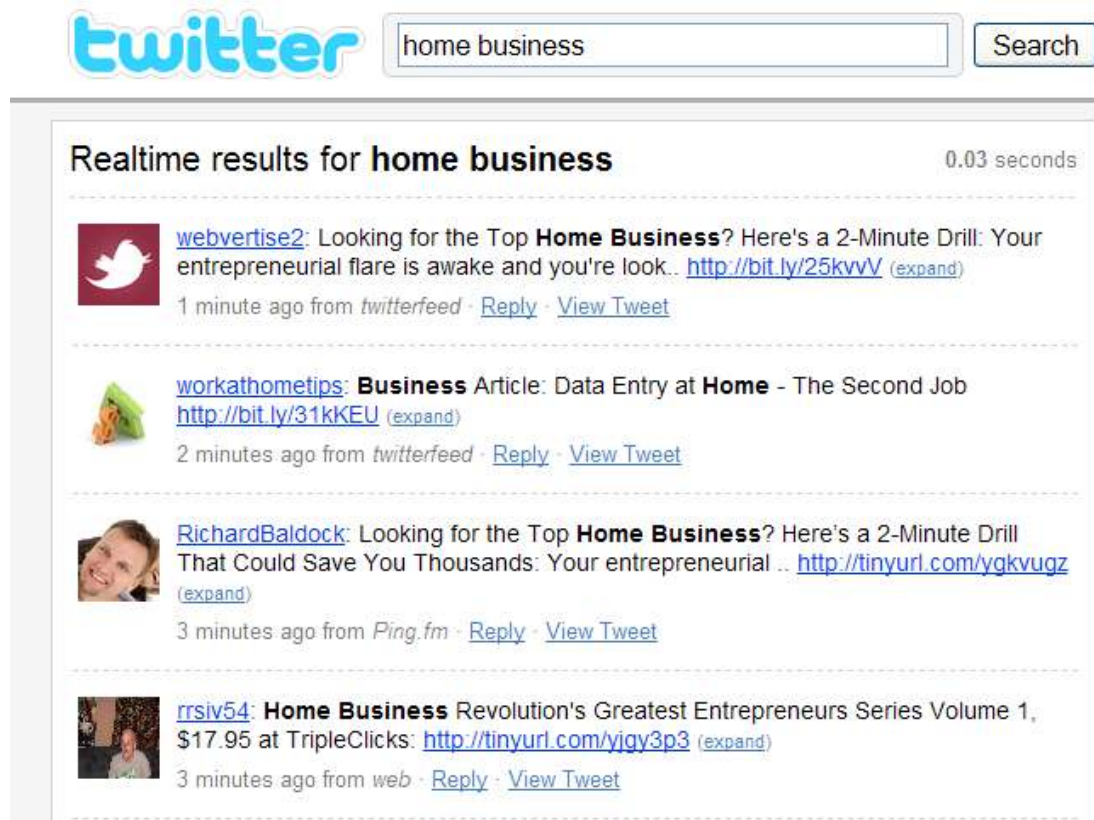 twitter
home business
Search
Realtime results for home business
0.03 seconds
webvertise2: Looking for the Top Home Business? Here's a 2-Minute Drill: Your
entrepreneurial flare is awake and you're look.. http://bit.ly/25kvvV (expand)
1 minute ago from twitterfeed · Reply · View Tweet
workathometips: Business Article: Data Entry at Home - The Second Job
http://bit.ly/31kKEU (expand)
2 minutes ago from twitterfeed · Reply · View Tweet
RichardBaldock: Looking for the Top Home Business? Here’s a 2-Minute Drill
That Could Save You Thousands: Your entrepreneurial .. http://tinyurl.com/ygkvugz
(expand)
3 minutes ago from Ping.fm · Reply · View Tweet
rrsiv54: Home Business Revolution's Greatest Entrepreneurs Series Volume 1,
$17.95 at TripleClicks: http://tinyurl.com/yjgy3p3 (expand)
3 minutes ago from web · Reply · View Tweet